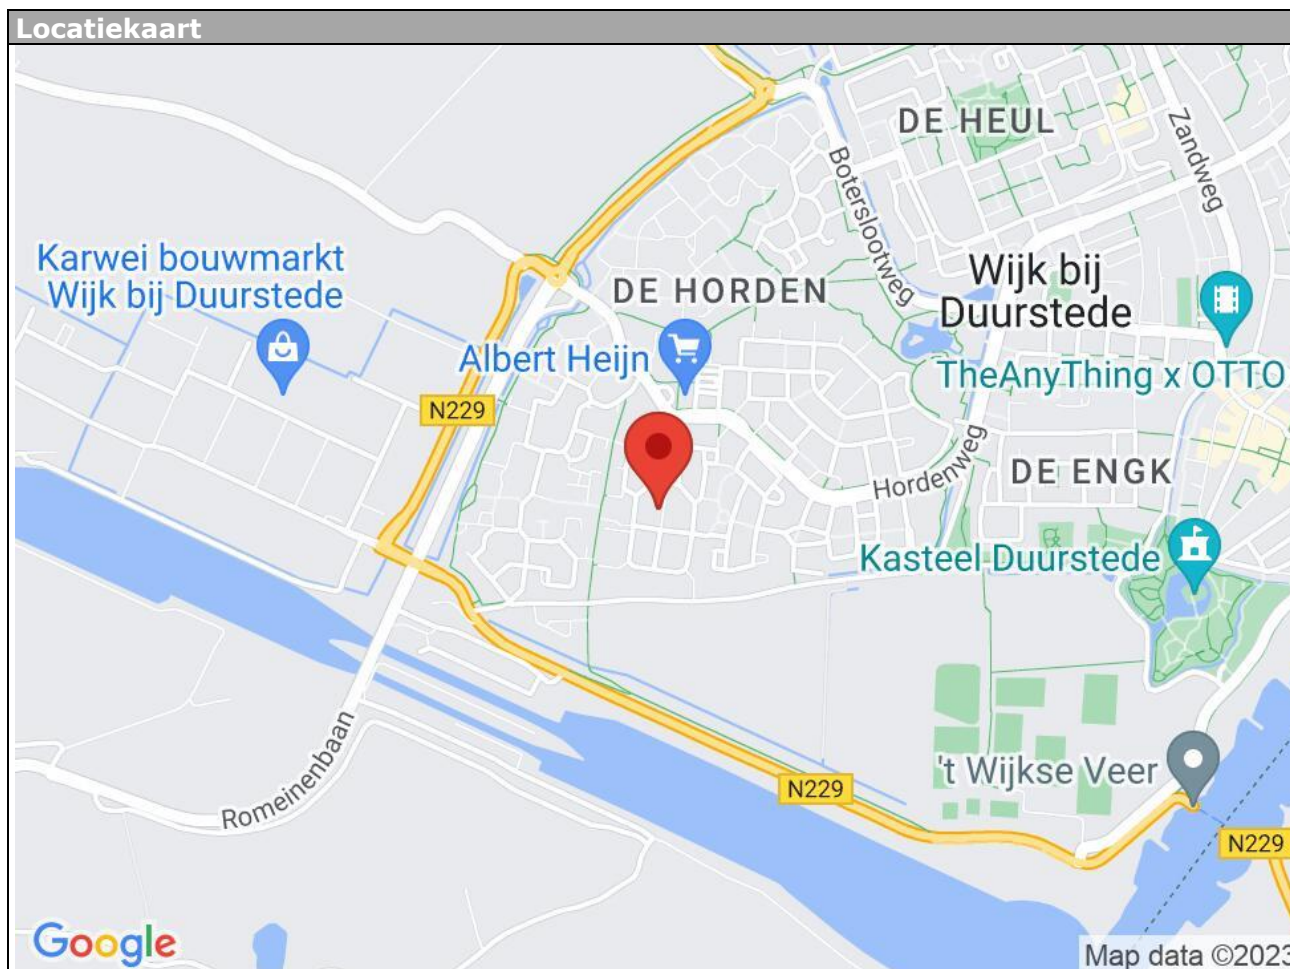 Locatiekaart
DE HEUL
Zandweg
Boterslootweg
Karwei bouwmarkt
Wijk bij Duurstede
DE HORDEN
Wijk bij
Duurstede
Albert Heijn
TheAnyThing x OTTO
N229
Hordenweg
DE ENGK
Kasteel Duurstede
Romeinenbaan
't Wijkse Veer
N229
N229
Google
Map data ©2023